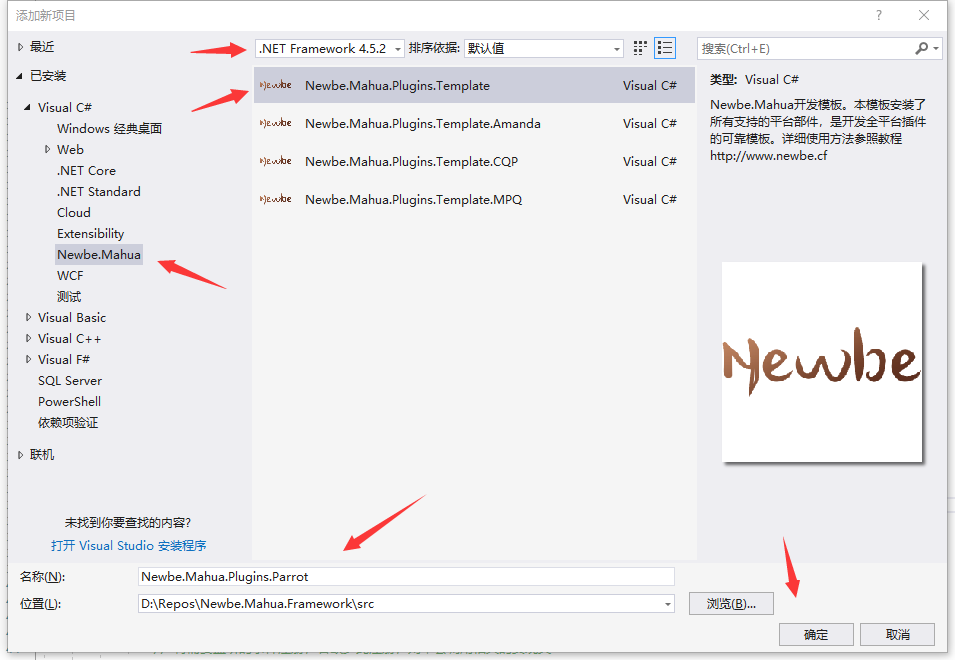 添加新项目
?
最近
已安装
Visual C#
Windows 经典桌面
Web
.NET Core
.NET Standard
Cloud
Extensibility
Newbe.Mahua
WCF
测试
Visual Basic
Visual C++
Visual F#
SQL Server
PowerShell
依赖项验证
联机
未找到你要查找的内容?
打开 Visual Studio 安装程序
.NET Framework 4.5.2 排序依据: 默认值
Newbe Newbe.Mahua.Plugins.Template Visual C#
Newbe Newbe.Mahua.Plugins.Template.Amanda Visual C#
Newbe Newbe.Mahua.Plugins.Template.CQP Visual C#
Newbe Newbe.Mahua.Plugins.Template.MPQ Visual C#
搜索(Ctrl+E)
类型: Visual C#
Newbe.Mahua开发模板。本模板安装了
所有支持的平台部件，是开发全平台插件
的可靠模板。详细使用方法参照教程
http://www.newbe.cf
Newbe
名称(N): Newbe.Mahua.Plugins.Parrot
位置(L): D:\Repos\Newbe.Mahua.Framework\src
浏览(B)...
确定 取消